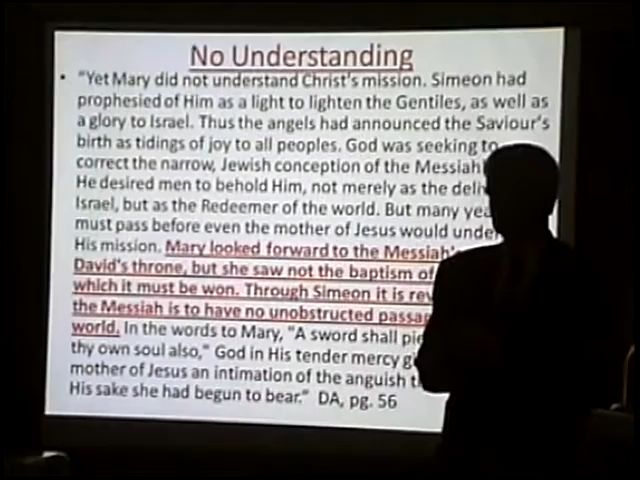 No Understanding
• "Yet Mary did not understand Christ's mission. Simeon had
prophesied of Him as a light to lighten the Gentiles, as well as
a glory to Israel. Thus the angels had announced the Saviour's
birth as tidings of joy to all peoples. God was seeking to
correct the narrow, Jewish conception of the Messiah
He desired men to behold Him, not merely as the
Israel, but as the Redeemer of the world. But many
must pass before even the mother of Jesus would
His mission. Mary looked forward to the Messiah's
David's throne, but she saw not the baptism of
which it must be won. Through Simeon it is
the Messiah is to have no unobstructed
world. In the words to Mary, "A sword shall
thy own soul also," God in His tender mercy
mother of Jesus an intimation of the anguish
His sake she had begun to bear." DA, pg. 56